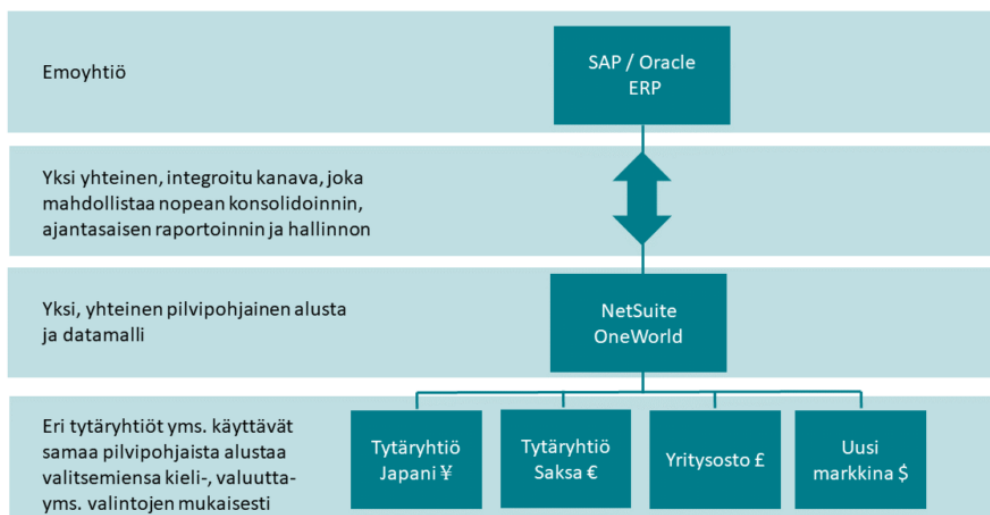 Emoyhtiö
SAP / Oracle
ERP
Yksi yhteinen, integroitu kanava, joka
mahdollistaa nopean konsolidoinnin,
ajantasaisen raportoinnin ja hallinnon
Yksi, yhteinen pilvipohjainen alusta
ja datamalli
NetSuite
OneWorld
Eri tytäryhtiöt yms. käyttävät
samaa pilvipohjaista alustaa
valitsemiensa kieli-, valuutta-
yms. valintojen mukaisesti
Tytäryhtiö
Japani ¥
Tytäryhtiö
Saksa €
Yritysosto £
Uusi
markkina $